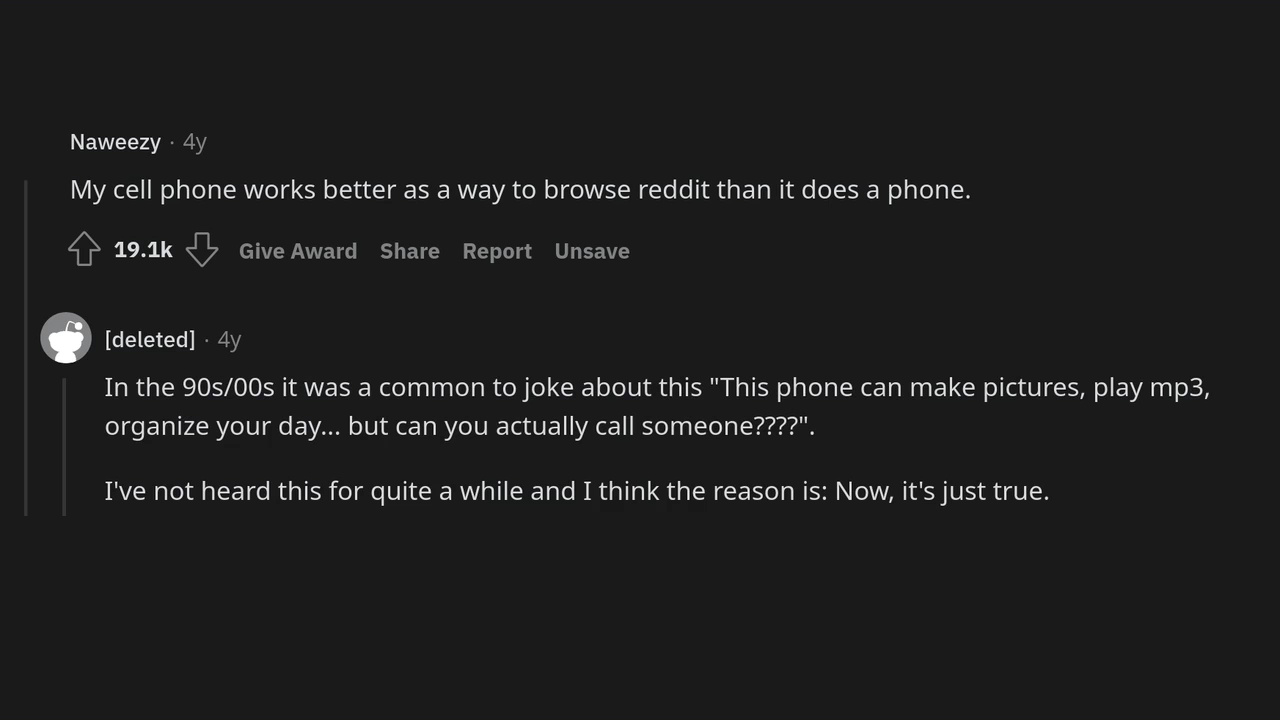 Naweezy · 4y
My cell phone works better as a way to browse reddit than it does a phone.
19.1k Give Award Share Report Unsave
[deleted] · 4y
In the 90s/00s it was a common to joke about this "This phone can make pictures, play mp3,
organize your day... but can you actually call someone????".
I've not heard this for quite a while and I think the reason is: Now, it's just true.